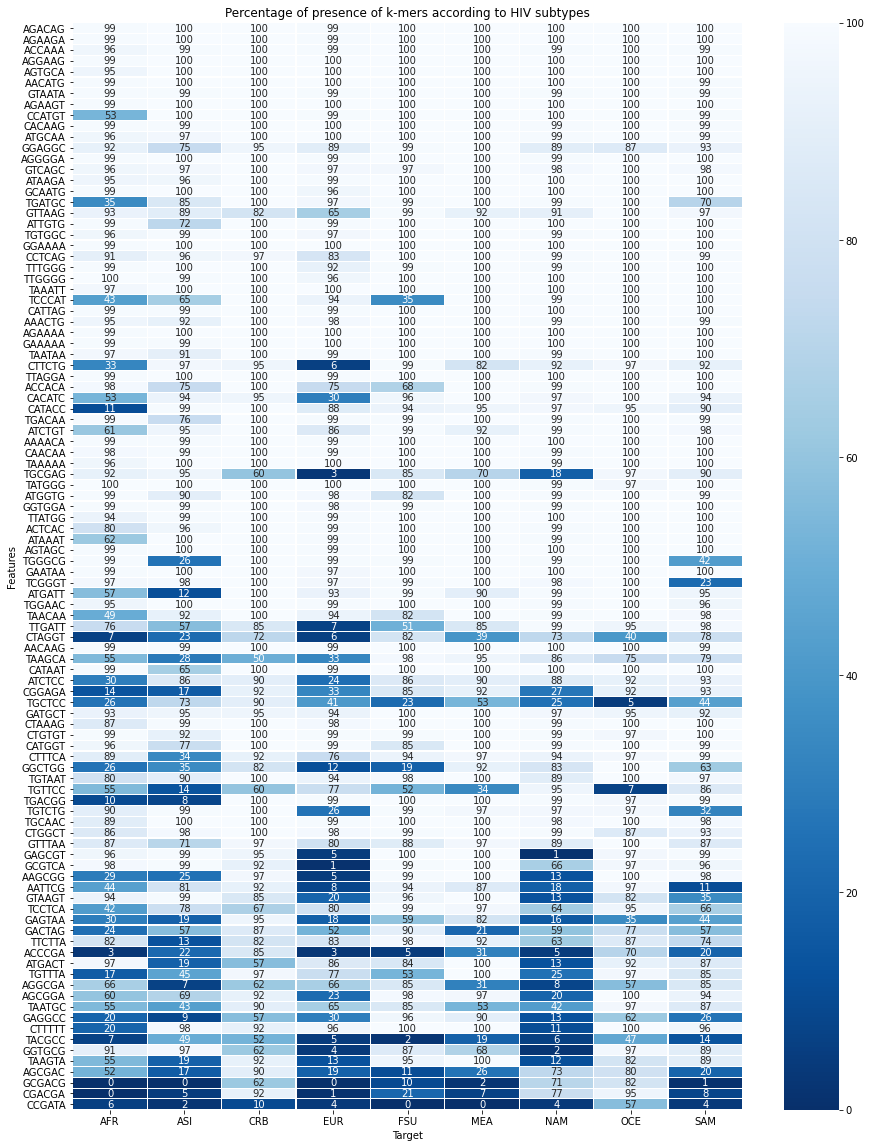 Percentage of presence of k-mers according to HIV subtypes
AGACAG 99 100 100 99 100 100 100 100 100
AGAAGA 99 100 100 99 100 100 100 100 100
ACCAAA 96 99 100 99 100 100 99 100 99
AGGAAG 99 100 100 100 100 100 100 100 100
AGTGCA 95 100 100 100 100 100 100 100 100
AACATG 99 100 100 100 100 100 100 100 99
GTAATA 99 99 100 99 100 100 99 100 99
AGAAGT 99 100 100 100 100 100 100 100 100
CCATGT 53 100 100 99 100 100 99 100 99
CACAAG 99 99 100 99 100 100 99 100 99
ATGCAA 96 97 100 100 100 100 99 100 99
GGAGGC 92 75 95 89 99 100 89 87 93
AGGGGA 99 100 100 99 100 100 99 100 100
GTCAGC 96 97 100 97 97 100 98 100 98
ATAAGA 95 96 100 99 100 100 100 100 100
GCAATG 99 100 100 96 100 100 100 100 100
TGATGC 35 85 100 97 99 100 99 100 70
GTTAAG 93 89 82 65 99 92 91 100 97
ATTGTG 99 72 100 99 100 100 100 100 100
TGTGGC 96 99 100 97 100 100 99 100 100
GGAAAA 99 100 100 100 100 100 100 100 100
CCTCAG 91 96 97 83 100 100 99 100 99
TTTGGG 99 100 100 92 99 100 99 100 100
TTGGGG 100 99 100 96 100 100 100 100 100
TAAATT 97 100 100 100 100 100 100 100 100
TCCCAT 43 65 100 94 35 100 99 100 100
CATTAG 99 99 100 99 100 100 100 100 100
AAACTG 95 92 100 98 100 100 99 100 99
AGAAAA 99 100 100 100 100 100 100 100 100
GAAAAA 99 99 100 100 100 100 100 100 100
TAATAA 97 91 100 99 100 100 99 100 100
CTTCTG 33 97 95 6 99 82 92 97 92
TTAGGA 99 100 100 99 100 100 100 100 100
ACCACA 98 75 100 75 68 100 99 100 100
CACATC 53 94 95 30 96 100 97 100 94
CATACC 11 99 100 88 94 95 97 95 90
TGACAA 99 76 100 99 99 100 99 100 99
ATCTGT 61 95 100 86 99 92 99 100 98
AAAACA 99 99 100 99 100 100 100 100 100
CAACAA 98 99 100 99 100 100 99 100 100
TAAAAA 96 100 100 99 100 100 99 100 100
TGCGAG 92 95 60 3 85 70 18 97 90
TATGGG 100 100 100 100 100 100 99 97 100
ATGGTG 99 90 100 98 82 100 99 100 99
GGTGGA 99 99 100 98 99 100 99 100 100
TTATGG 94 99 100 99 100 100 100 100 100
ACTCAC 80 96 100 99 100 100 99 100 100
ATAAAT 62 100 100 99 100 100 99 100 100
AGTAGC 99 100 100 99 100 100 100 100 100
TGGGCG 99 26 100 99 99 100 99 100 42
GAATAA 99 100 100 97 100 100 100 100 100
TCGGGT 97 98 100 97 99 100 98 100 23
ATGATT 57 12 100 93 99 90 99 100 95
TGGAAC 95 100 100 99 100 100 99 100 96
TAACAA 49 92 100 94 82 100 99 100 98
TTGATT 76 57 85 7 51 85 99 95 98
CTAGGT 7 23 72 6 82 39 73 40 78
AACAAG 99 99 100 99 100 100 100 100 99
TAAGCA 55 28 50 33 98 95 86 75 79
CATAAT 99 65 100 99 100 100 100 100 100
ATCTCC 30 86 90 24 86 90 88 92 93
CGGAGA 14 17 92 33 85 92 27 92 93
TGCTCC 26 73 90 41 23 53 25 5 44
GATGCT 93 95 95 94 100 100 97 95 92
CTAAAG 87 99 100 98 100 100 99 100 100
CTGTGT 99 92 100 99 99 100 99 97 100
CATGGT 96 77 100 99 85 100 99 100 99
CTTTCA 89 34 92 76 94 97 94 97 99
GGCTGG 26 35 82 12 19 92 83 100 63
TGTAAT 80 90 100 94 98 100 89 100 97
TGTTCC 55 14 60 77 52 34 95 7 86
TGACGG 10 8 100 99 100 100 99 97 99
TGTCTG 90 99 100 26 99 97 97 97 32
TGCAAC 89 100 100 99 99 100 98 100 98
CTGGCT 86 98 100 98 99 100 99 87 93
GTTTAA 87 71 97 80 88 97 89 100 87
GAGCGT 96 99 95 5 100 100 1 97 99
GCGTCA 98 99 92 1 99 100 66 97 96
AAGCGG 29 25 97 5 99 100 13 100 98
AATTCG 44 81 92 8 94 87 18 97 11
GTAAGT 94 99 85 20 96 100 13 82 35
TCCTCA 42 78 67 80 99 97 64 95 66
GAGTAA 30 19 95 18 59 82 16 35 44
GACTAG 24 57 87 52 90 21 59 77 57
TTCTTA 82 13 82 83 98 92 63 87 74
ACCCGA 3 22 85 3 5 31 5 70 20
ATGACT 97 19 57 86 84 100 13 92 87
TGTTTA 17 45 97 77 53 100 25 97 85
AGGCGA 66 7 62 66 85 31 8 57 85
AGCGGA 60 69 92 23 98 97 20 100 94
TAATGC 55 43 90 65 85 53 42 97 87
GAGGCC 20 9 57 30 96 90 13 62 26
CTTTTT 20 98 92 96 100 100 11 100 96
TACGCC 7 49 52 5 2 19 6 47 14
GGTGCG 91 97 62 4 87 68 2 97 89
TAAGTA 55 19 92 13 95 100 12 82 89
AGCGAC 52 17 90 19 11 26 73 80 20
GCGACG 0 0 62 0 10 2 71 82 1
CGACGA 0 5 92 1 21 7 77 95 8
CCGATA 6 2 10 4 0 0 4 57 4
AFR ASI CRB EUR FSU MEA NAM OCE SAM
Target
Features
100
80
60
40
20
0